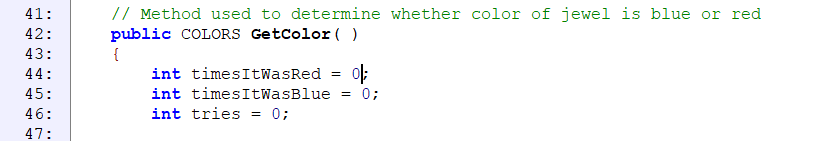 41:      // Method used to determine whether color of jewel is blue or red
42:      public COLORS GetColor( )
43:      {
44:          int timesItWasRed = 0;
45:          int timesItWasBlue = 0;
46:          int tries = 0;
47: